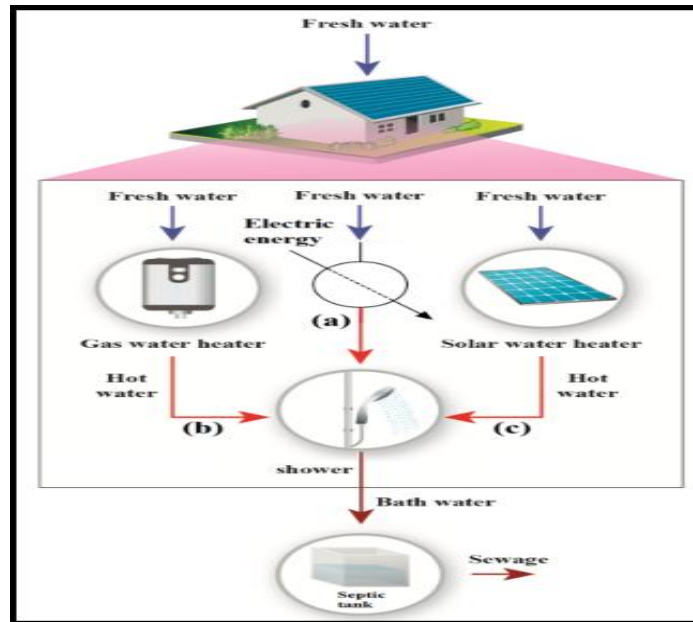 Fresh water
Fresh water
Fresh water
Fresh water
Electric
energy
(a)
Gas water heater
Solar water heater
Hot
water
Hot
water
(b)
(c)
shower
Bath water
Sewage
Septic
tank